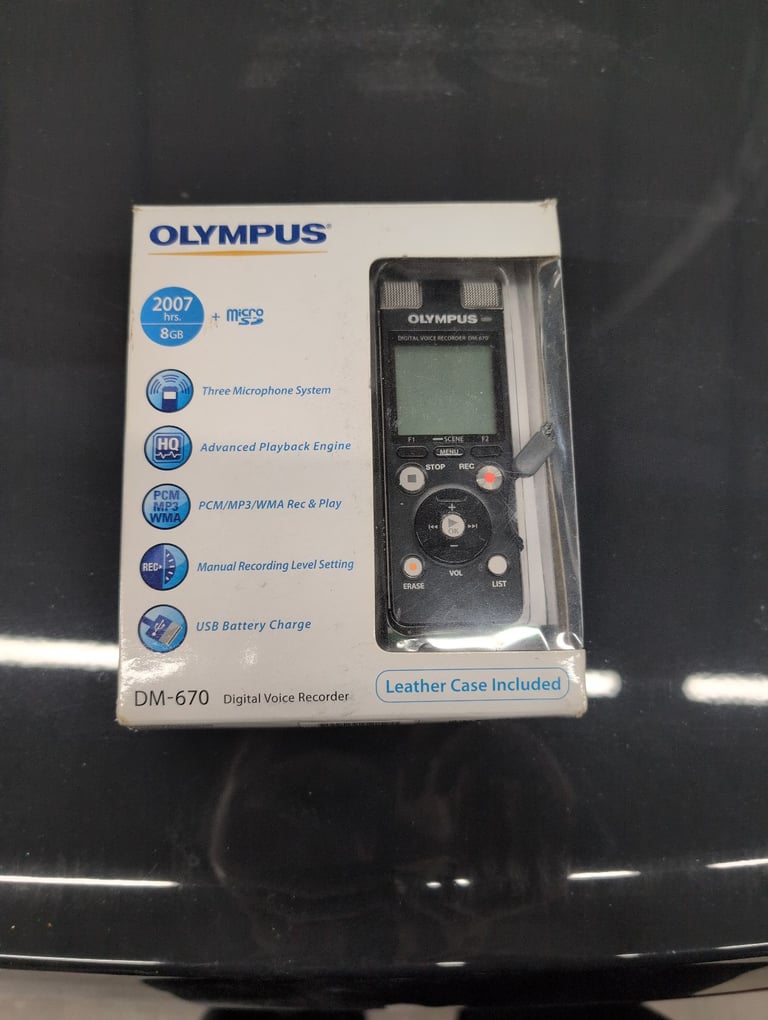 OLYMPUS®
2007
hrs.
8GB
+ micro SD
Three Microphone System
HQ
Advanced Playback Engine
PCM
MP3
WMA
PCM/MP3/WMA Rec & Play
REC
Manual Recording Level Setting
USB Battery Charge
DM-670 Digital Voice Recorder
Leather Case Included
OLYMPUS
DIGITAL VOICE RECORDER DM-670
F1 SCENE F2
MENU
STOP REC
+
OK
–
ERASE VOL LIST